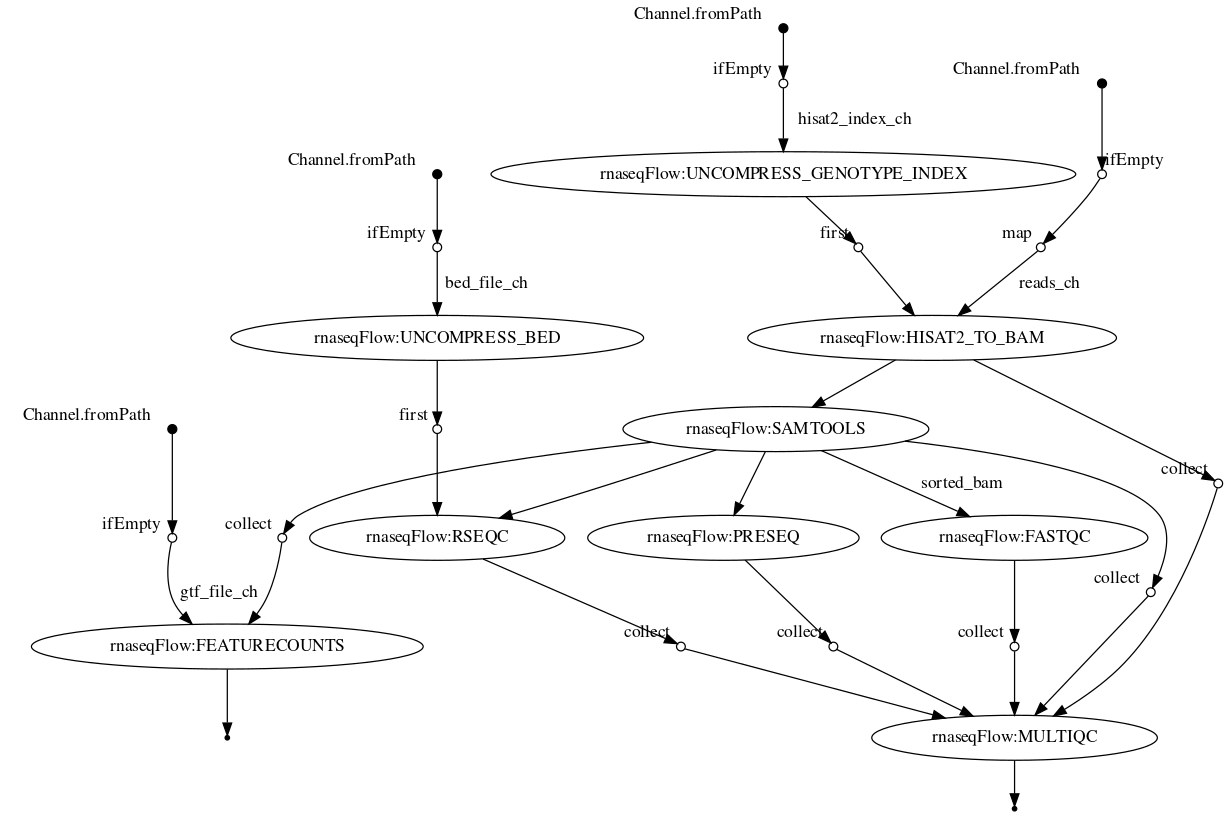 Channel.fromPath
ifEmpty
Channel.fromPath
hisat2_index_ch
Channel.fromPath
ifEmpty
rnaseqFlow:UNCOMPRESS_GENOTYPE_INDEX
ifEmpty
first
map
bed_file_ch
reads_ch
rnaseqFlow:UNCOMPRESS_BED
rnaseqFlow:HISAT2_TO_BAM
Channel.fromPath
first
rnaseqFlow:SAMTOOLS
collect
sorted_bam
ifEmpty
collect
rnaseqFlow:RSEQC
rnaseqFlow:PRESEQ
rnaseqFlow:FASTQC
collect
gtf_file_ch
collect
collect
collect
rnaseqFlow:FEATURECOUNTS
rnaseqFlow:MULTIQC